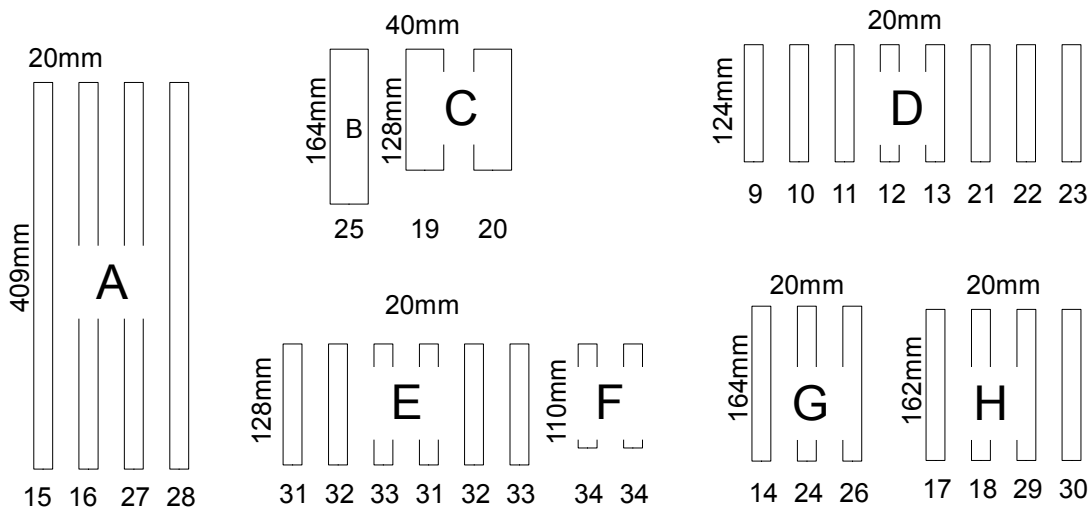 20mm
409mm
A
15 16 27 28
40mm
164mm
B
128mm
C
25 19 20
20mm
124mm
D
9 10 11 12 13 21 22 23
20mm
128mm
E
31 32 33 31 32 33
110mm
F
34 34
20mm
164mm
G
14 24 26
20mm
162mm
H
17 18 29 30